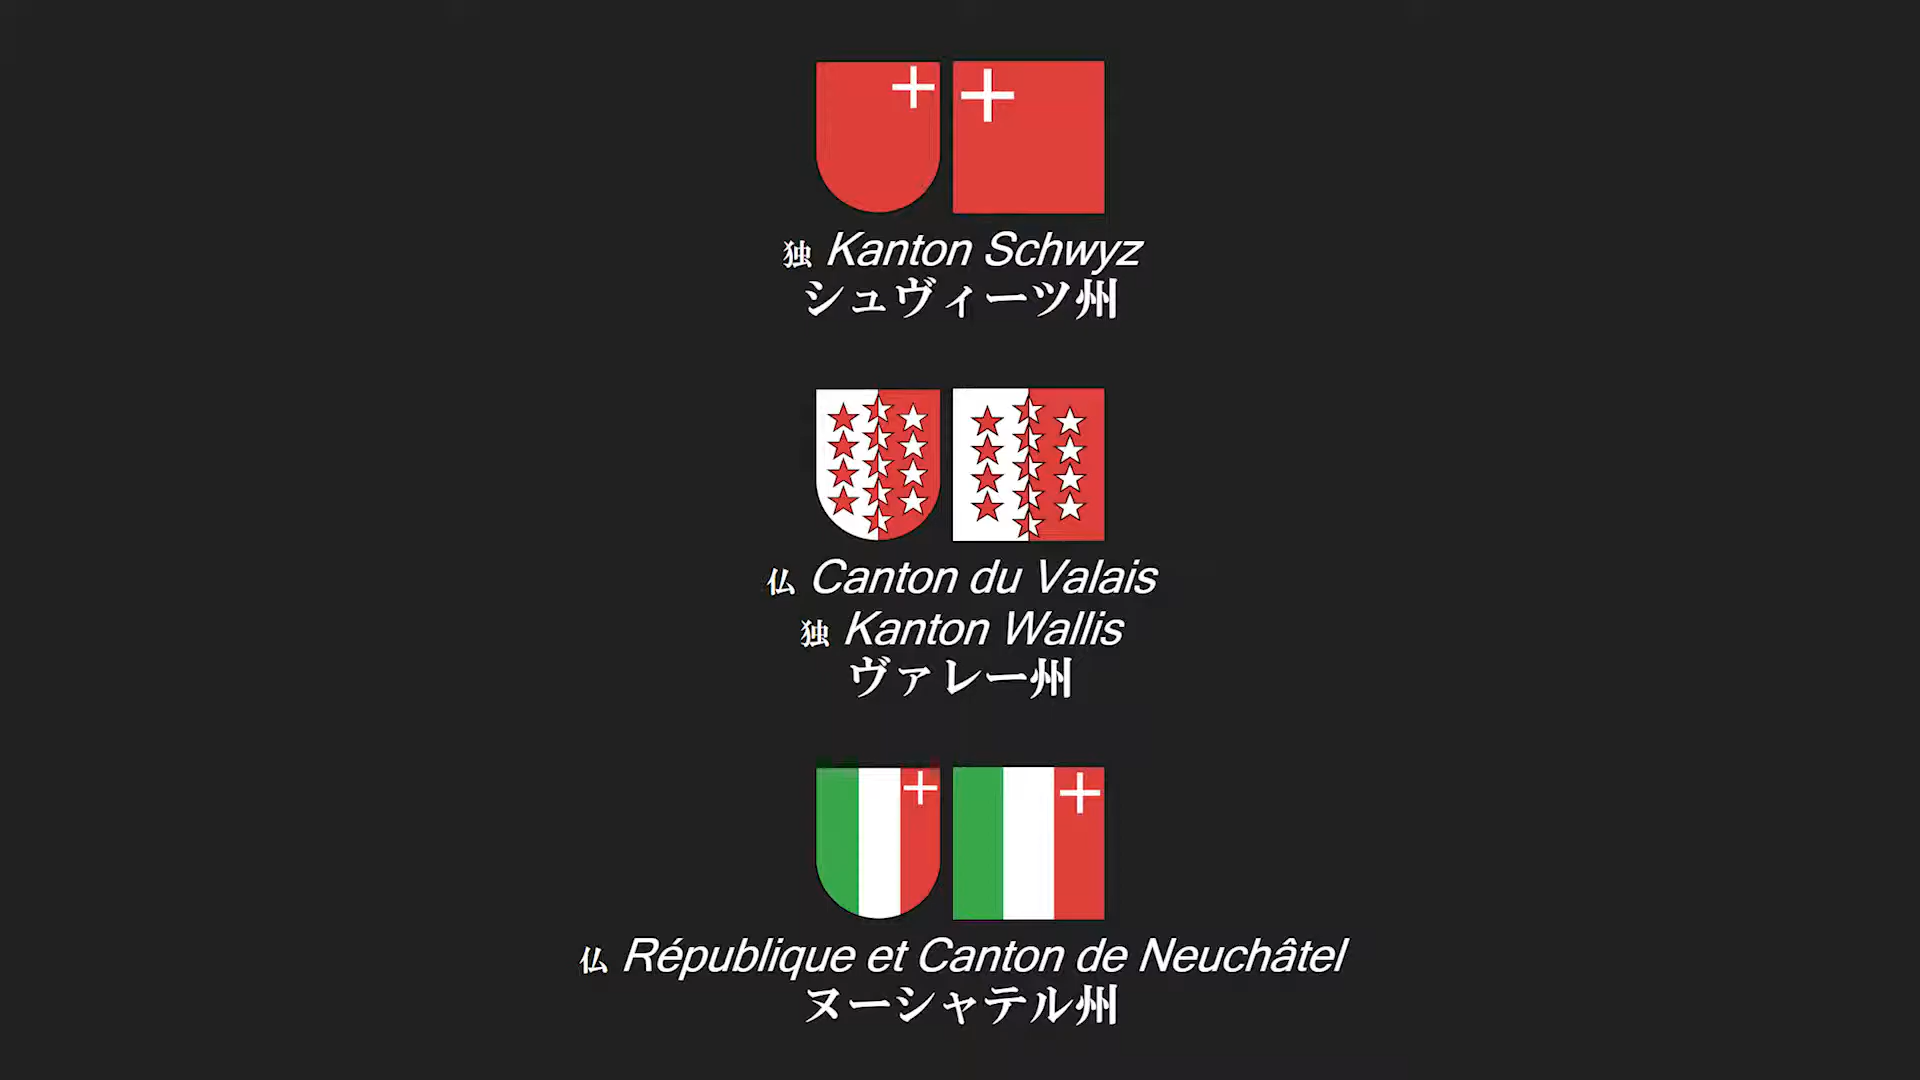 独 Kanton Schwyz
シュヴィーツ州
仏 Canton du Valais
独 Kanton Wallis
ヴァレー州
仏 République et Canton de Neuchâtel
ヌーシャテル州